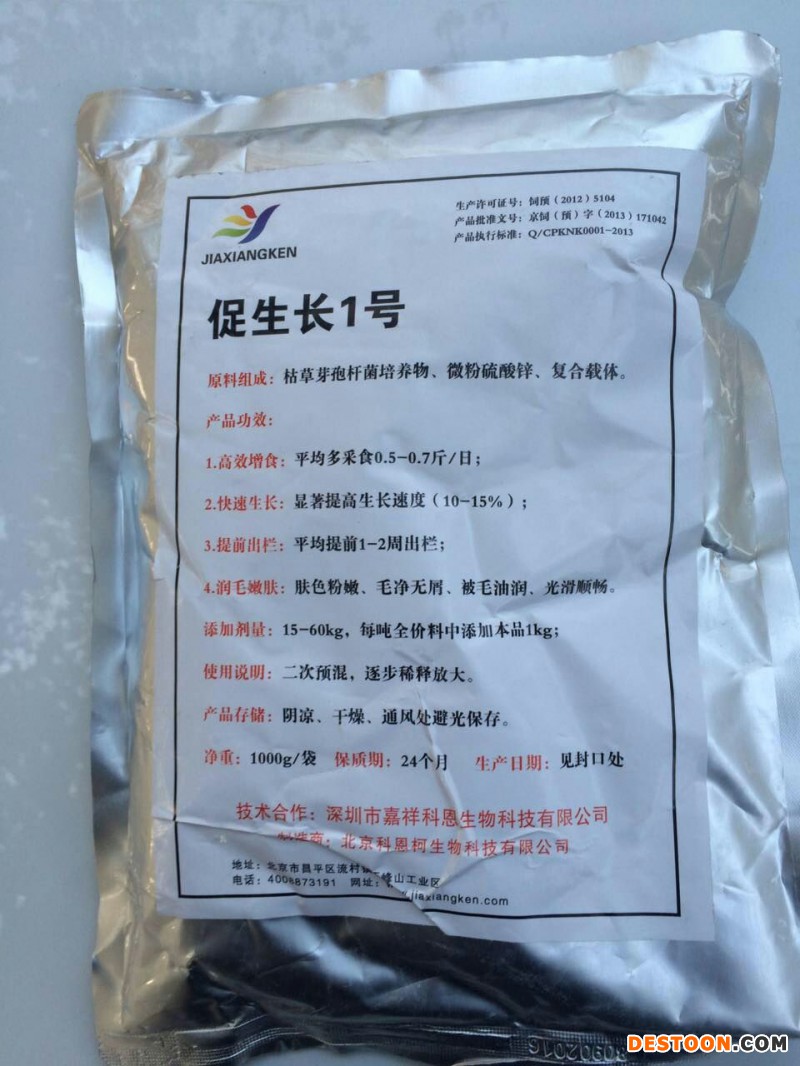 JIAXIANGKEN
生产许可证号：饲预（2012）5104
产品批准文号：京饲（预）字（2013）171042
产品执行标准：Q/CPKNK0001-2013
促生长1号
原料组成：枯草芽孢杆菌培养物、微粉硫酸锌、复合载体。
产品功效：
1.高效增食：平均多采食0.5-0.7斤/日；
2.快速生长：显著提高生长速度（10-15%）；
3.提前出栏：平均提前1-2周出栏；
4.润毛嫩肤：肤色粉嫩、毛净无屑、被毛油润、光滑顺畅。
添加剂量：15-60kg，每吨全价料中添加本品1kg；
使用说明：二次预混，逐步稀释放大。
产品存储：阴凉、干燥、通风处避光保存。
净重：1000g/袋 保质期：24个月 生产日期：见封口处
技术合作：深圳市嘉祥科恩生物科技有限公司
制造商：北京科恩柯生物科技有限公司
地址：北京市昌平区流村镇 峰山工业区
电话：4008873191 网址： jiaxiangken.com
DESTOON.COM